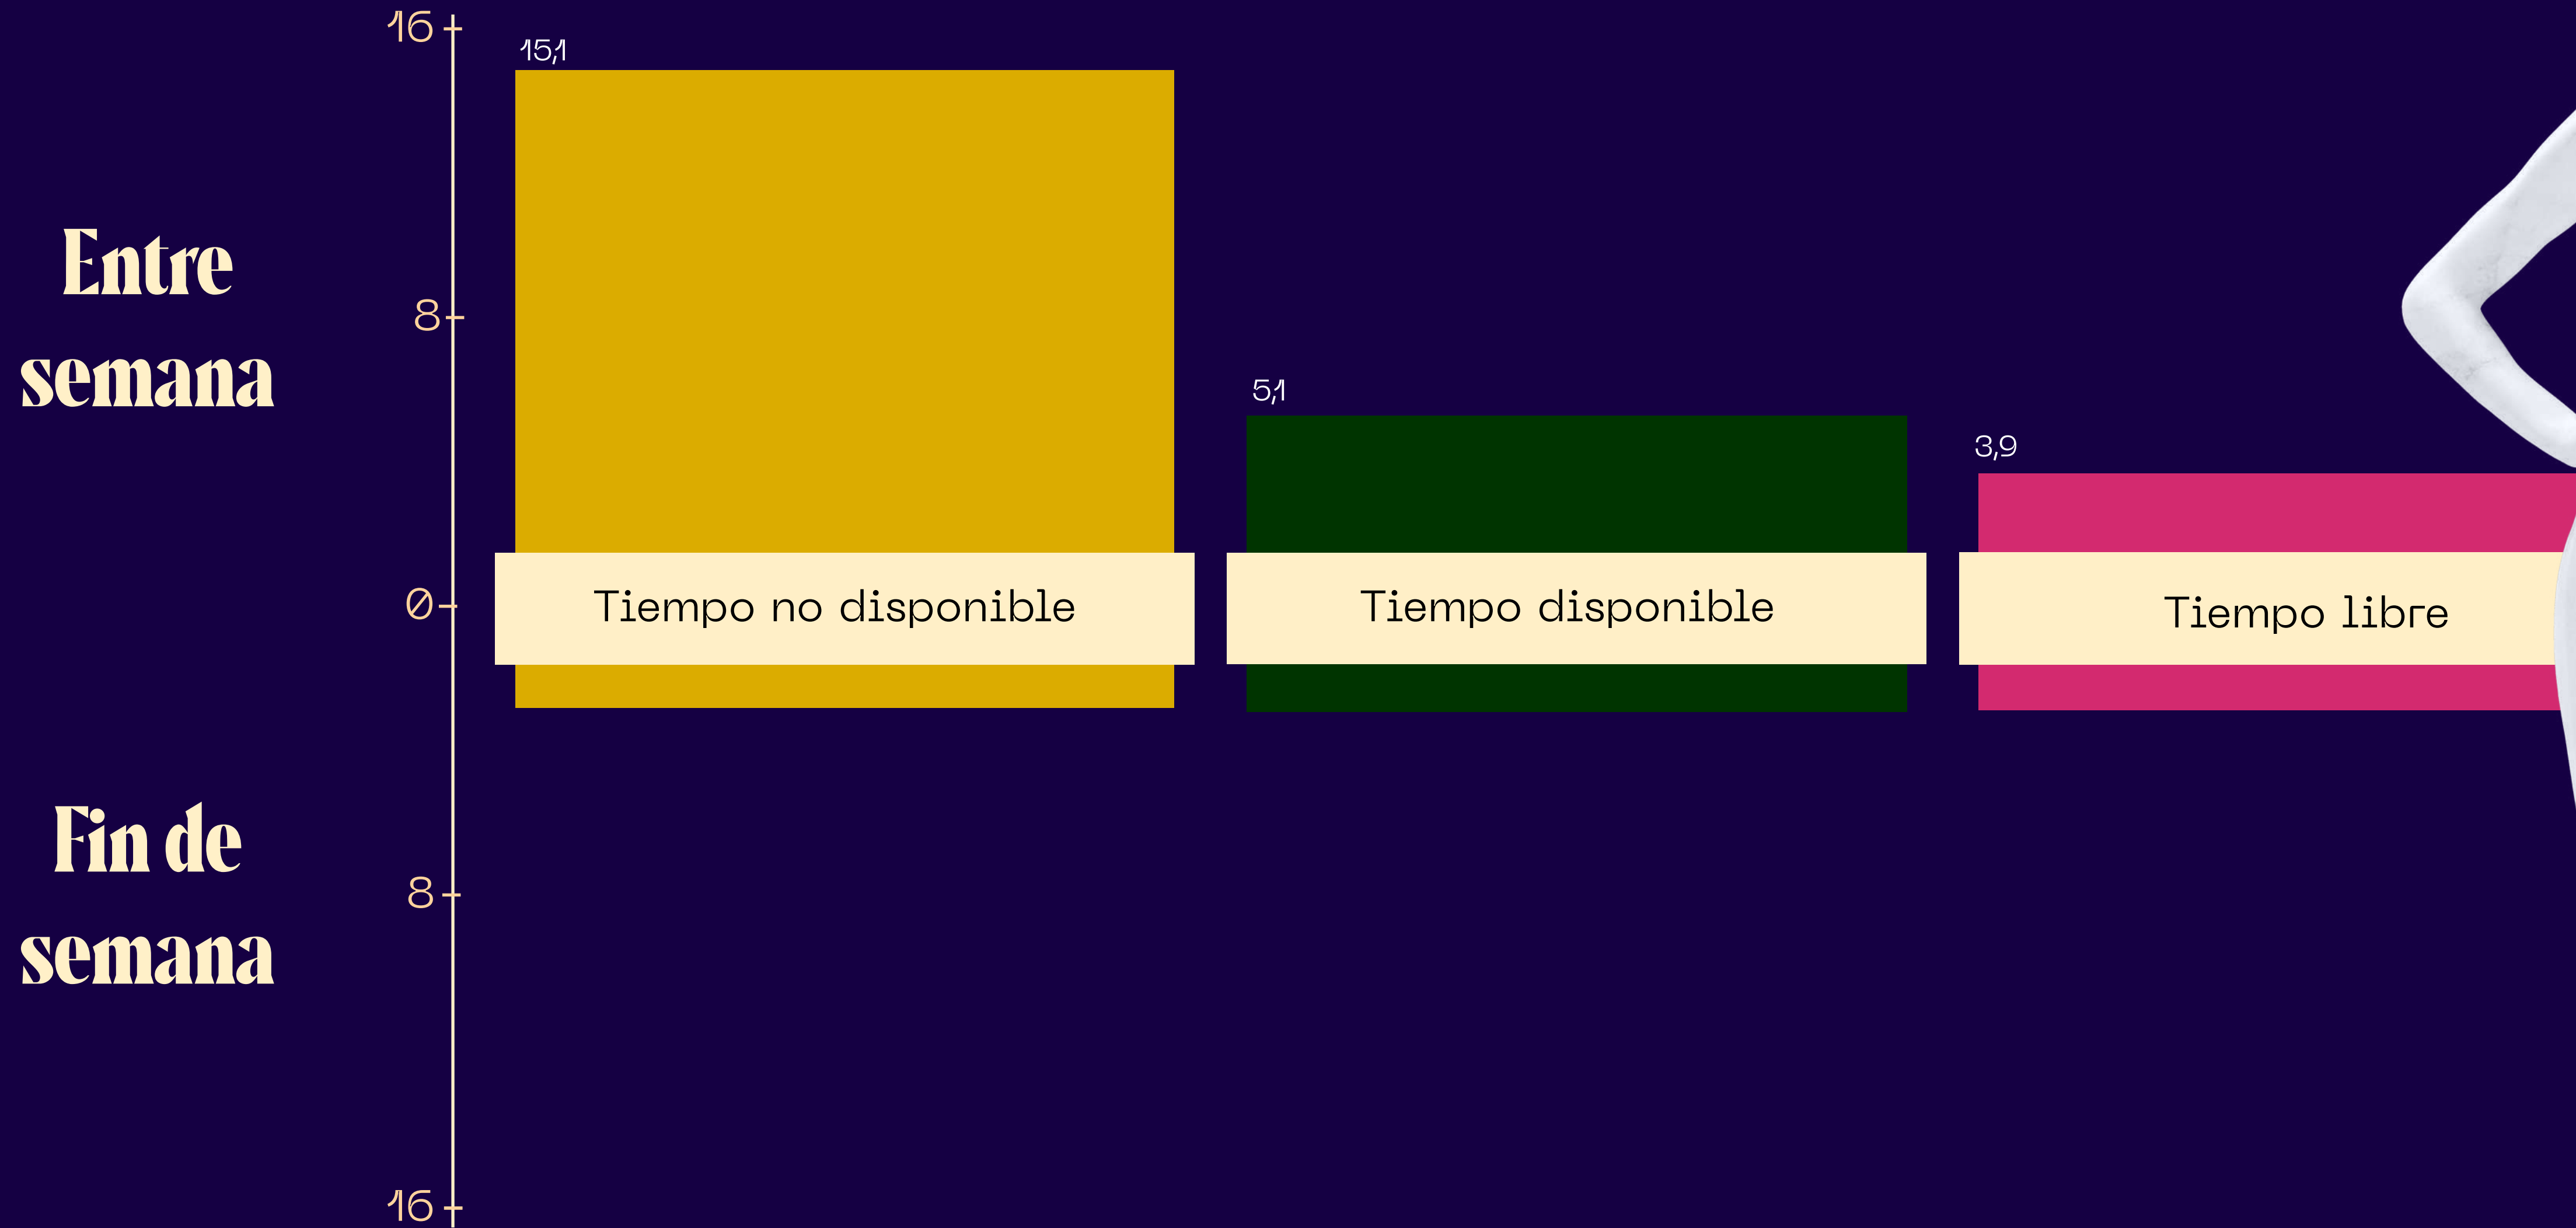 16
15,1
Entre
semana
8
5,1
3,9
0
Tiempo no disponible
Tiempo disponible
Tiempo libre
Fin de
semana
8
16